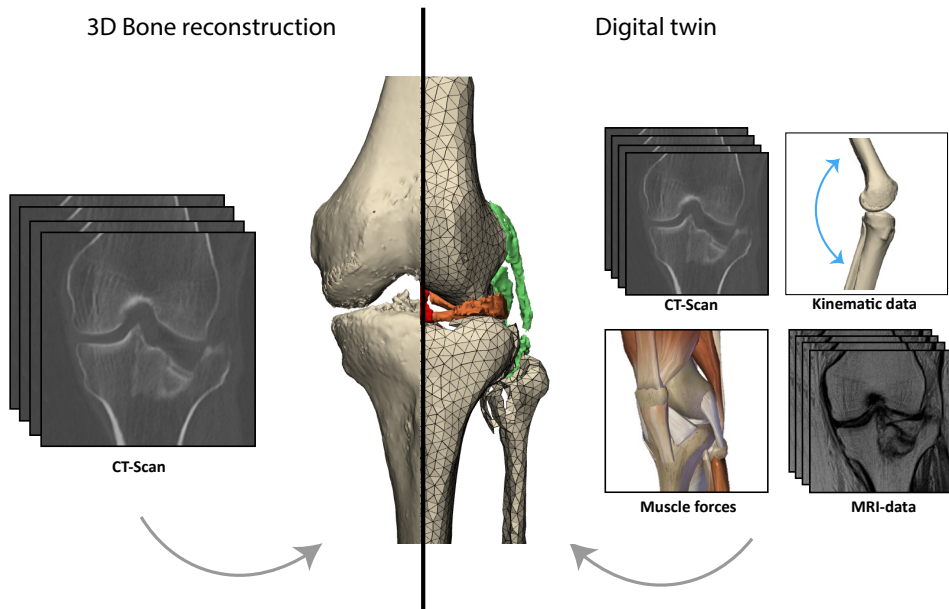 3D Bone reconstruction
Digital twin
CT-Scan
CT-Scan
Kinematic data
Muscle forces
MRI-data